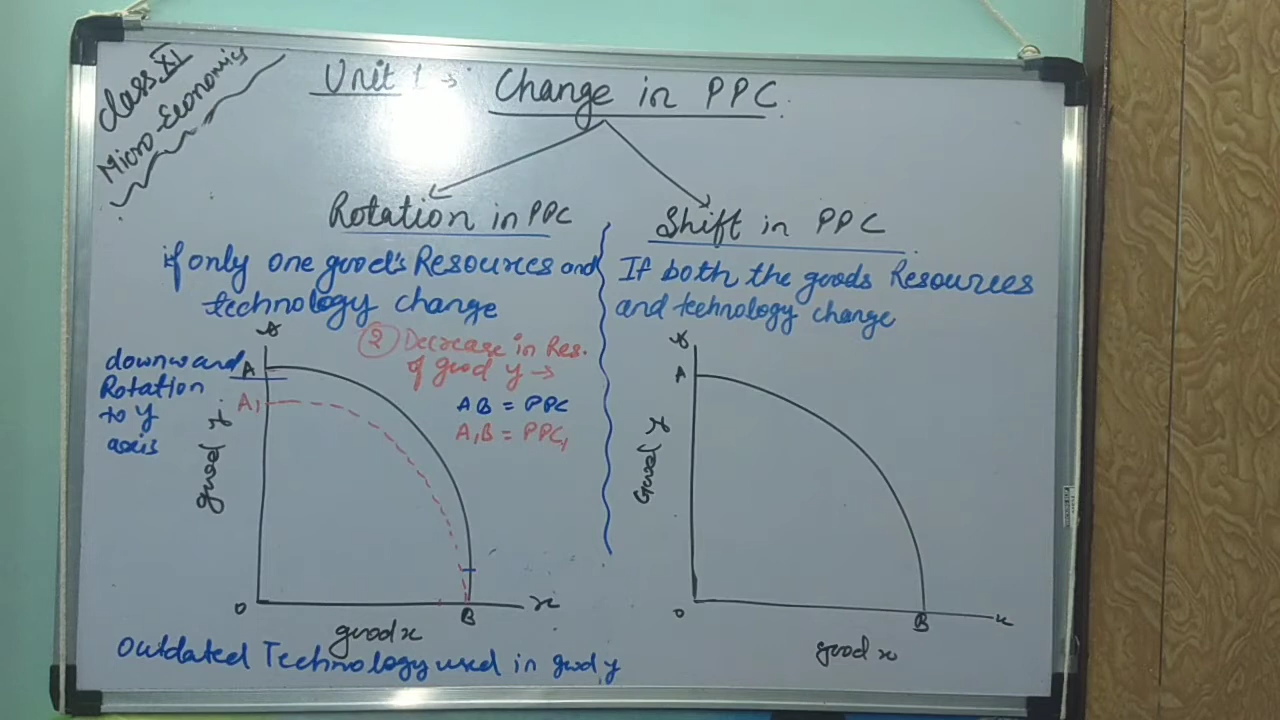 Class XI
Micro-Economics
Unit 1 → Change in PPC.
Rotation in PPC
if only one good's Resources and
technology change
② Decrease in Res.
of good y →
AB = PPC
A₁B = PPC₁
downward
Rotation
to y
axis
A
A₁
good y
O
B
x
good x
Outdated Technology used in good y
Shift in PPC
If both the goods Resources
and technology change
A
Good y
O
B
x
good x